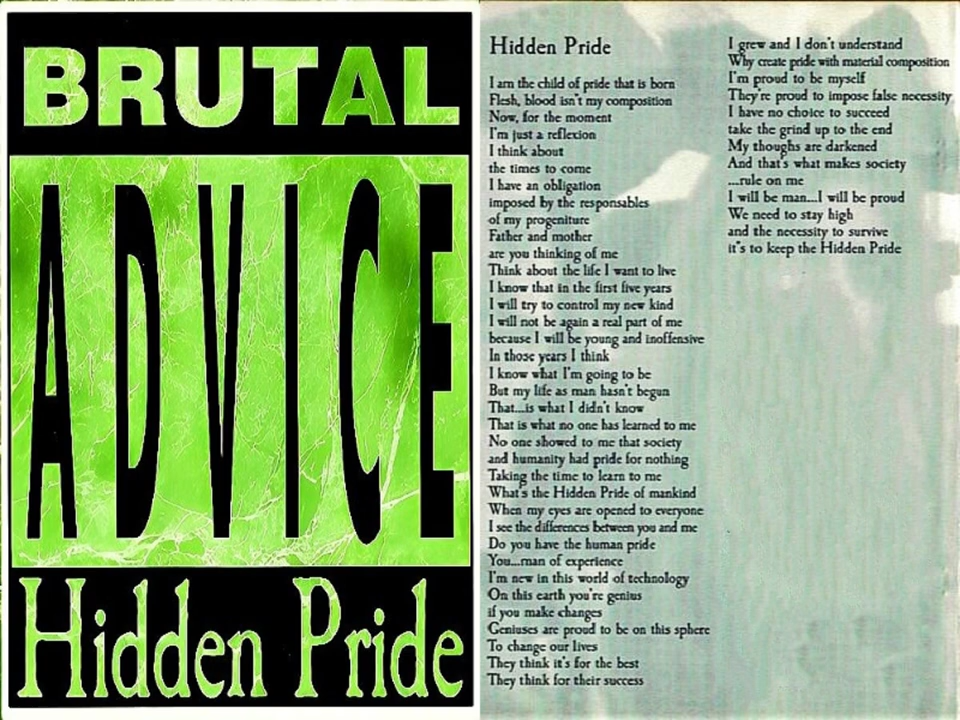 BRUTAL
ADVICE
Hidden Pride
Hidden Pride
I am the child of pride that is born
Flesh, blood isn't my composition
Now, for the moment
I'm just a reflexion
I think about
the times to come
I have an obligation
imposed by the responsables
of my progeniture
Father and mother
are you thinking of me
Think about the life I want to live
I know that in the first five years
I will try to control my new kind
I will not be again a real part of me
because I will be young and inoffensive
In those years I think
I know what I'm going to be
But my life as man hasn't begun
That...is what I didn't know
That is what no one has learned to me
No one showed to me that society
and humanity had pride for nothing
Taking the time to learn to me
What's the Hidden Pride of mankind
When my eyes are opened to everyone
I see the differences between you and me
Do you have the human pride
You...man of experience
I'm new in this world of technology
On this earth you're genius
if you make changes
Geniuses are proud to be on this sphere
To change our lives
They think it's for the best
They think for their success
I grew and I don't understand
Why create pride with material composition
I'm proud to be myself
They're proud to impose false necessity
I have no choice to succeed
take the grind up to the end
My thoughs are darkened
And that's what makes society
...rule on me
I will be man...I will be proud
We need to stay high
and the necessity to survive
it's to keep the Hidden Pride